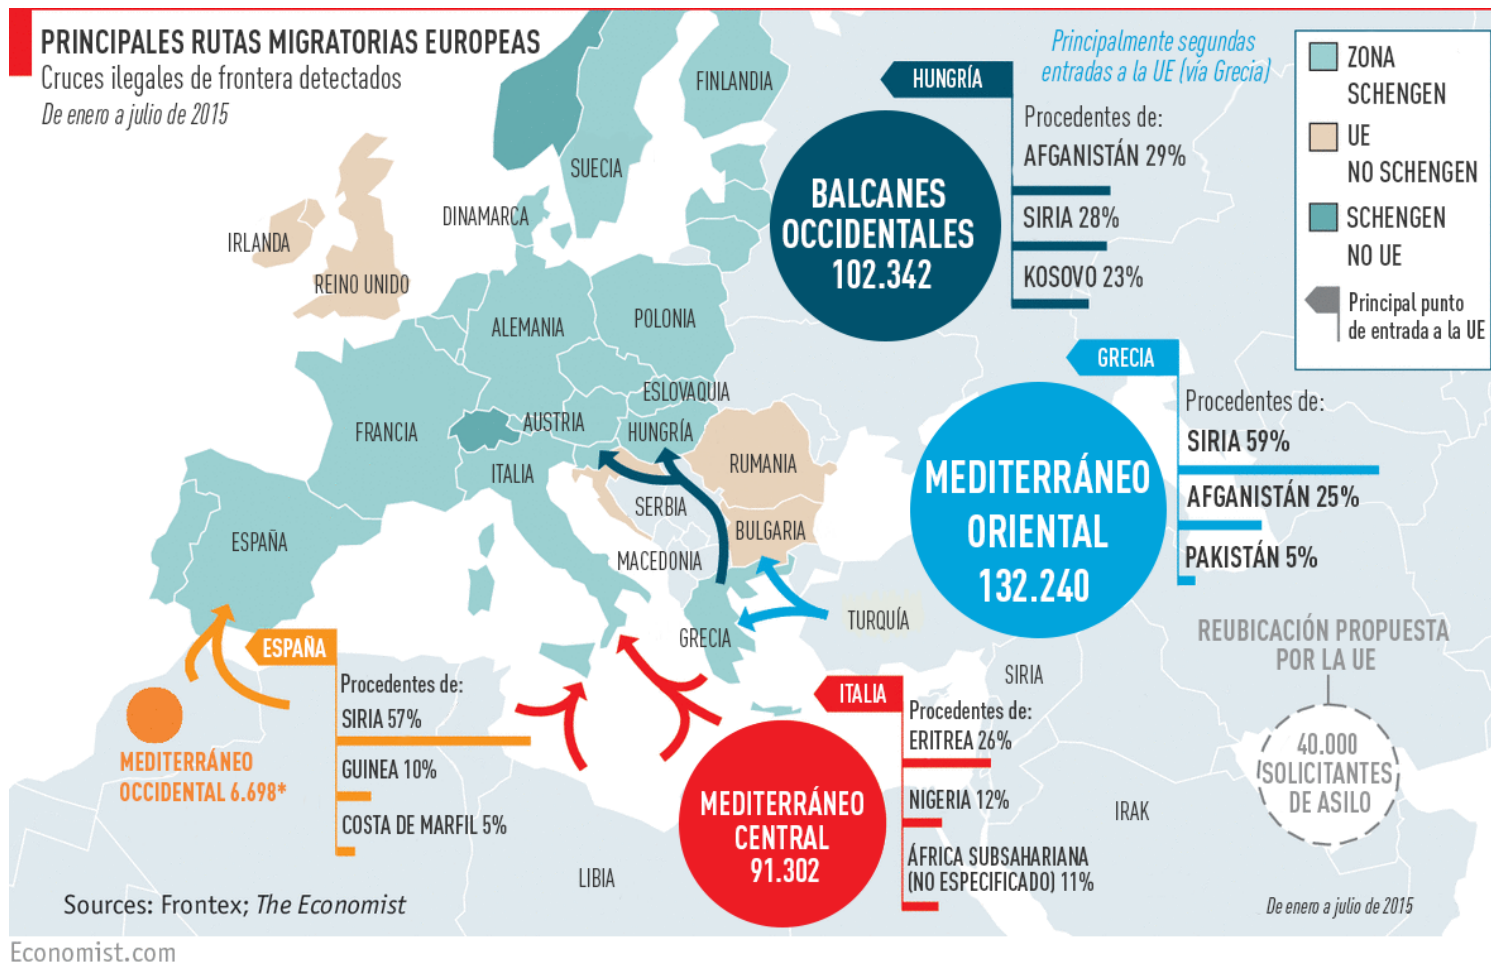 PRINCIPALES RUTAS MIGRATORIAS EUROPEAS
Cruces ilegales de frontera detectados
De enero a julio de 2015
Principalmente segundas
entradas a la UE (vía Grecia)
HUNGRÍA
Procedentes de:
AFGANISTÁN 29%
SIRIA 28%
KOSOVO 23%
BALCANES
OCCIDENTALES
102.342
ZONA
SCHENGEN
UE
NO SCHENGEN
SCHENGEN
NO UE
Principal punto
de entrada a la UE
FINLANDIA
SUECIA
DINAMARCA
IRLANDA
REINO UNIDO
ALEMANIA
POLONIA
ESLOVAQUIA
AUSTRIA
HUNGRÍA
FRANCIA
ITALIA
RUMANIA
SERBIA
BULGARIA
ESPAÑA
MACEDONIA
GRECIA
TURQUÍA
SIRIA
IRAK
LIBIA
GRECIA
Procedentes de:
SIRIA 59%
AFGANISTÁN 25%
PAKISTÁN 5%
MEDITERRÁNEO
ORIENTAL
132.240
ESPAÑA
Procedentes de:
SIRIA 57%
GUINEA 10%
COSTA DE MARFIL 5%
MEDITERRÁNEO
OCCIDENTAL 6.698*
ITALIA
Procedentes de:
ERITREA 26%
NIGERIA 12%
ÁFRICA SUBSAHARIANA
(NO ESPECIFICADO) 11%
MEDITERRÁNEO
CENTRAL
91.302
REUBICACIÓN PROPUESTA
POR LA UE
40.000
SOLICITANTES
DE ASILO
De enero a julio de 2015
Sources: Frontex; The Economist
Economist.com